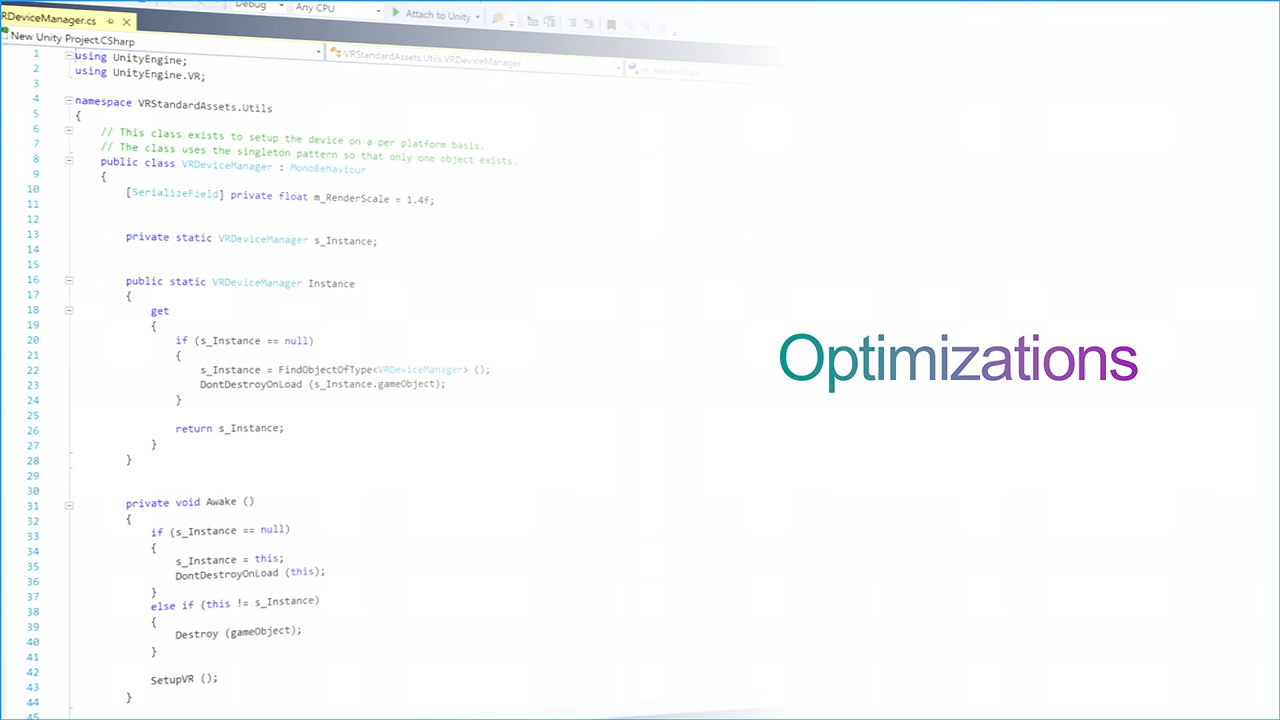 Debug
Any CPU
Attach to Unity
RDeviceManager.cs
New Unity Project.CSharp
VRStandardAssets.Utils.VRDeviceManager
m_RenderScale
1 using UnityEngine;
2 using UnityEngine.VR;
3
4 namespace VRStandardAssets.Utils
5 {
6 // This class exists to setup the device on a per platform basis.
7 // The class uses the singleton pattern so that only one object exists.
8 public class VRDeviceManager : MonoBehaviour
9 {
10 [SerializeField] private float m_RenderScale = 1.4f;
11
12
13 private static VRDeviceManager s_Instance;
14
15
16 public static VRDeviceManager Instance
17 {
18 get
19 {
20 if (s_Instance == null)
21 {
22 s_Instance = FindObjectOfType<VRDeviceManager> ();
23 DontDestroyOnLoad (s_Instance.gameObject);
24 }
25
26 return s_Instance;
27 }
28 }
29
30
31 private void Awake ()
32 {
33 if (s_Instance == null)
34 {
35 s_Instance = this;
36 DontDestroyOnLoad (this);
37 }
38 else if (this != s_Instance)
39 {
40 Destroy (gameObject);
41 }
42
43 SetupVR ();
44 }
45
Optimizations